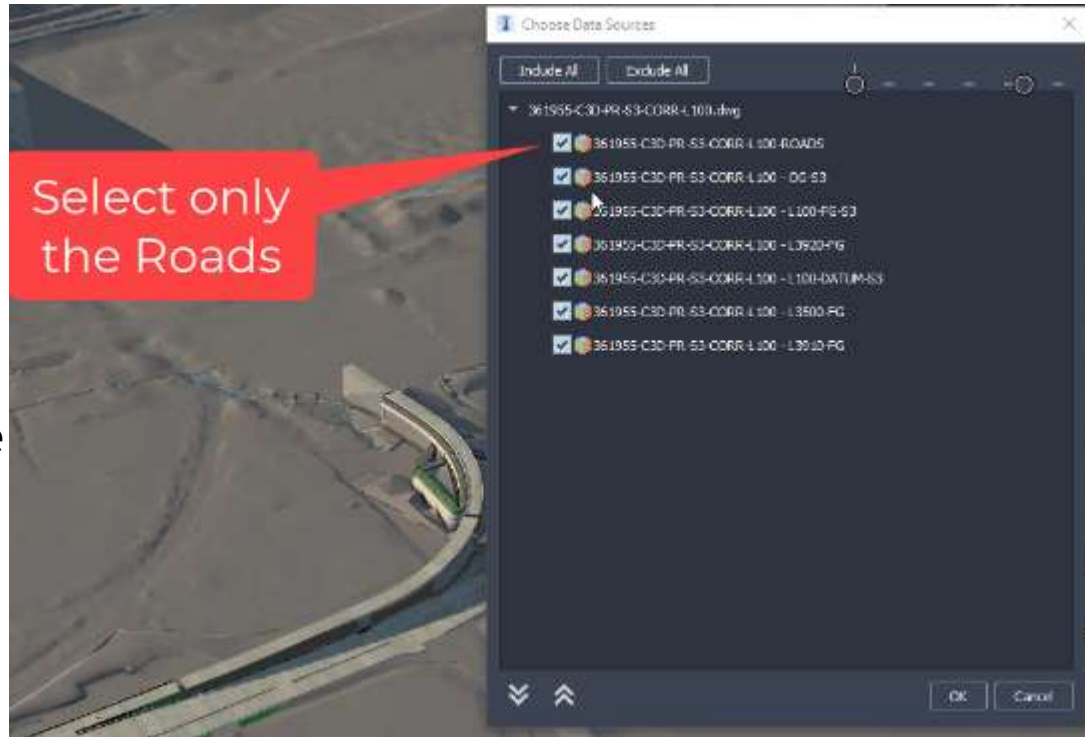 Choose Data Sources
Include All
Exclude All
361955-C3D-PR-S3-CORR-L100.dwg
361955-C3D-PR-S3-CORR-L100-ROADS
361955-C3D-PR-S3-CORR-L100 - OG-S3
361955-C3D-PR-S3-CORR-L100 - L100-FG-S3
361955-C3D-PR-S3-CORR-L100 - L3920-FG
361955-C3D-PR-S3-CORR-L100 - L100-DATUM-S3
361955-C3D-PR-S3-CORR-L100 - L3500-FG
361955-C3D-PR-S3-CORR-L100 - L3910-FG
Select only
the Roads
OK
Cancel